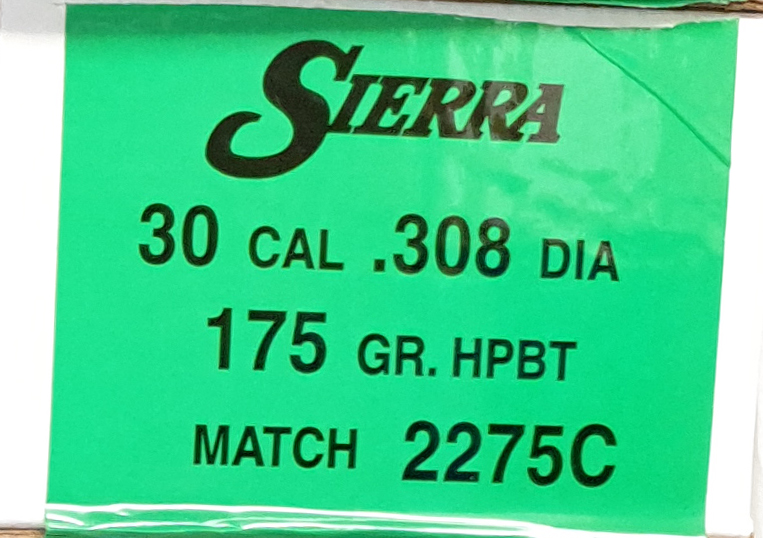 SIERRA
30 CAL .308 DIA
175 GR. HPBT
MATCH 2275C